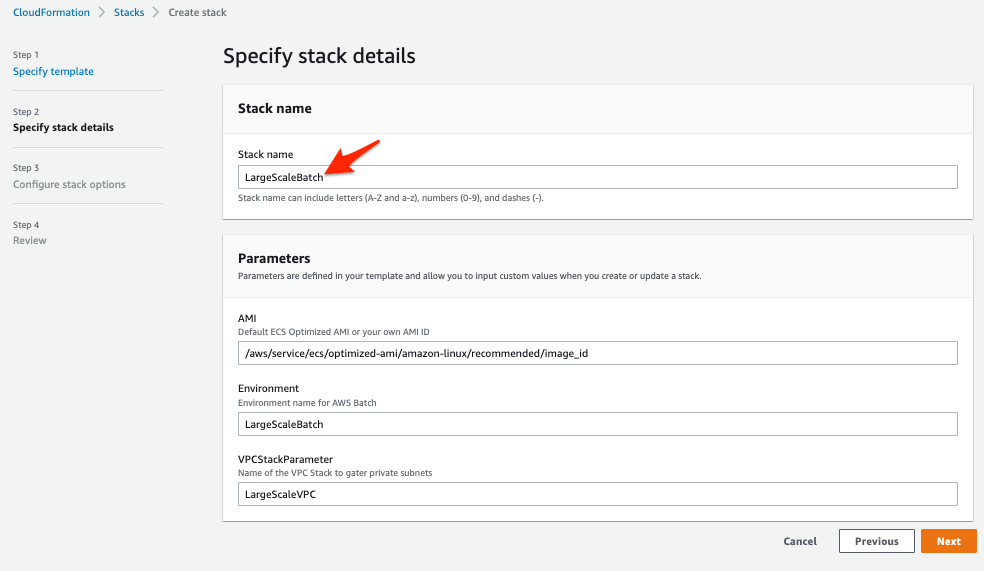 CloudFormation > Stacks > Create stack
Step 1
Specify template
Step 2
Specify stack details
Step 3
Configure stack options
Step 4
Review
Specify stack details
Stack name
Stack name
LargeScaleBatch
Stack name can include letters (A-Z and a-z), numbers (0-9), and dashes (-).
Parameters
Parameters are defined in your template and allow you to input custom values when you create or update a stack.
AMI
Default ECS Optimized AMI or your own AMI ID
/aws/service/ecs/optimized-ami/amazon-linux/recommended/image_id
Environment
Environment name for AWS Batch
LargeScaleBatch
VPCStackParameter
Name of the VPC Stack to gater private subnets
LargeScaleVPC
Cancel Previous Next